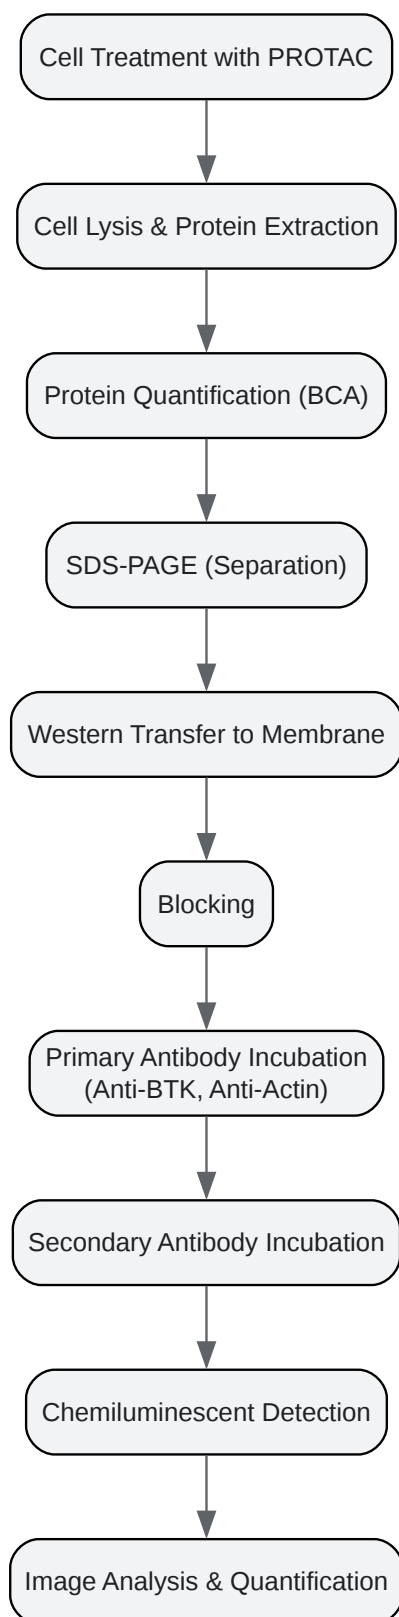 Cell Treatment with PROTAC
Cell Lysis & Protein Extraction
Protein Quantification (BCA)
SDS-PAGE (Separation)
Western Transfer to Membrane
Blocking
Primary Antibody Incubation
(Anti-BTK, Anti-Actin)
Secondary Antibody Incubation
Chemiluminescent Detection
Image Analysis & Quantification